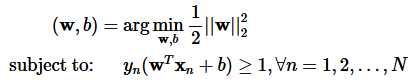 (w, b) = arg min_{w,b} 1/2 ||w||_2^2
subject to: y_n(w^T x_n + b) ≥ 1, ∀n = 1, 2, . . . , N